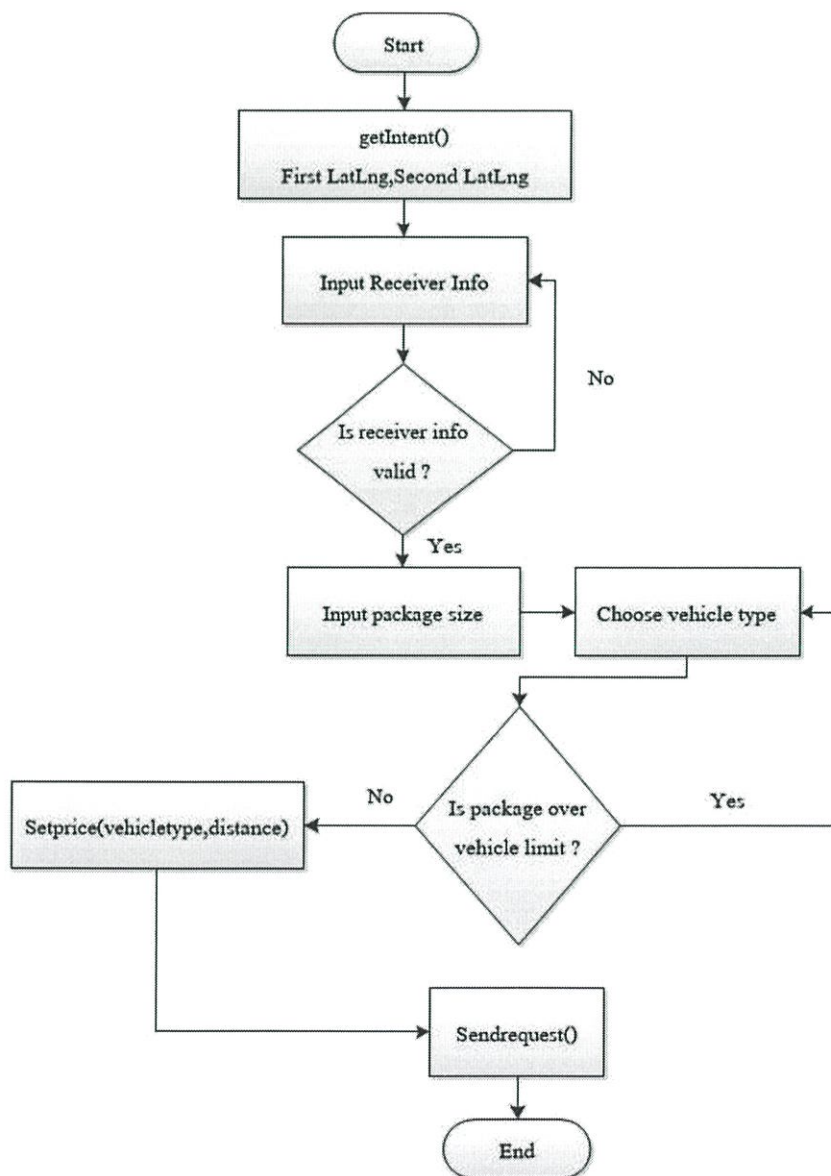 Start
getIntent()
First LatLng,Second LatLng
Input Receiver Info
No
Is receiver info
valid ?
Yes
Input package size
Choose vehicle type
No
Yes
Setprice(vehicletype,distance)
Is package over
vehicle limit ?
Sendrequest()
End